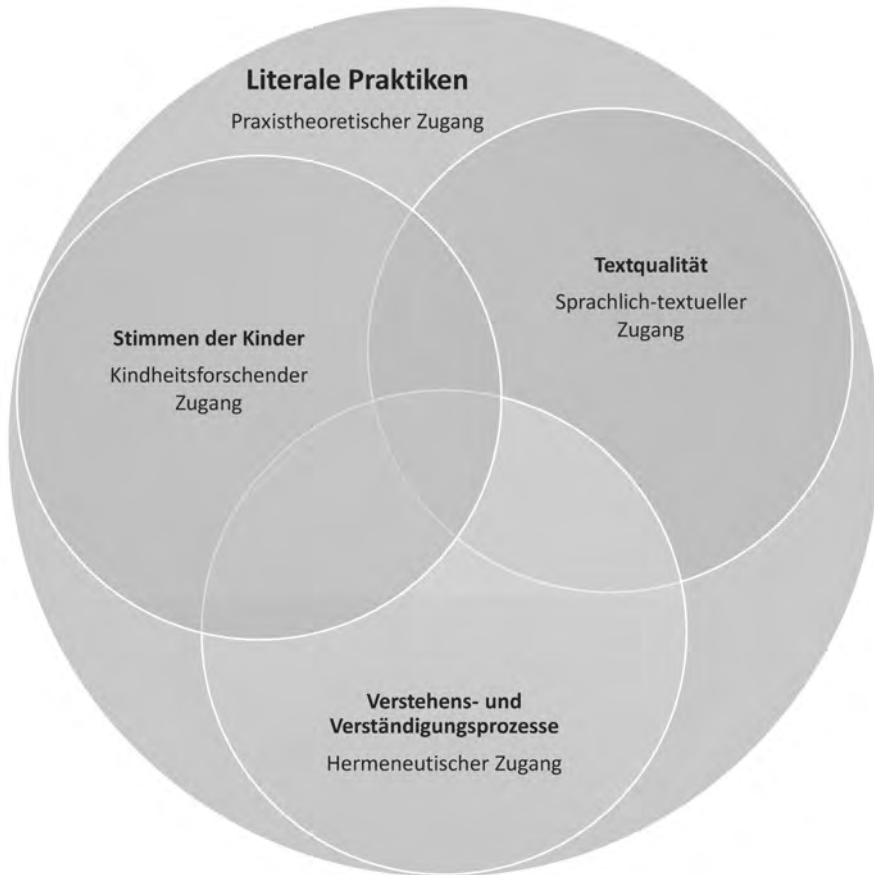 Literale Praktiken
Praxistheoretischer Zugang
Textqualität
Sprachlich-textueller
Zugang
Stimmen der Kinder
Kindheitsforschender
Zugang
Verstehens- und
Verständigungsprozesse
Hermeneutischer Zugang